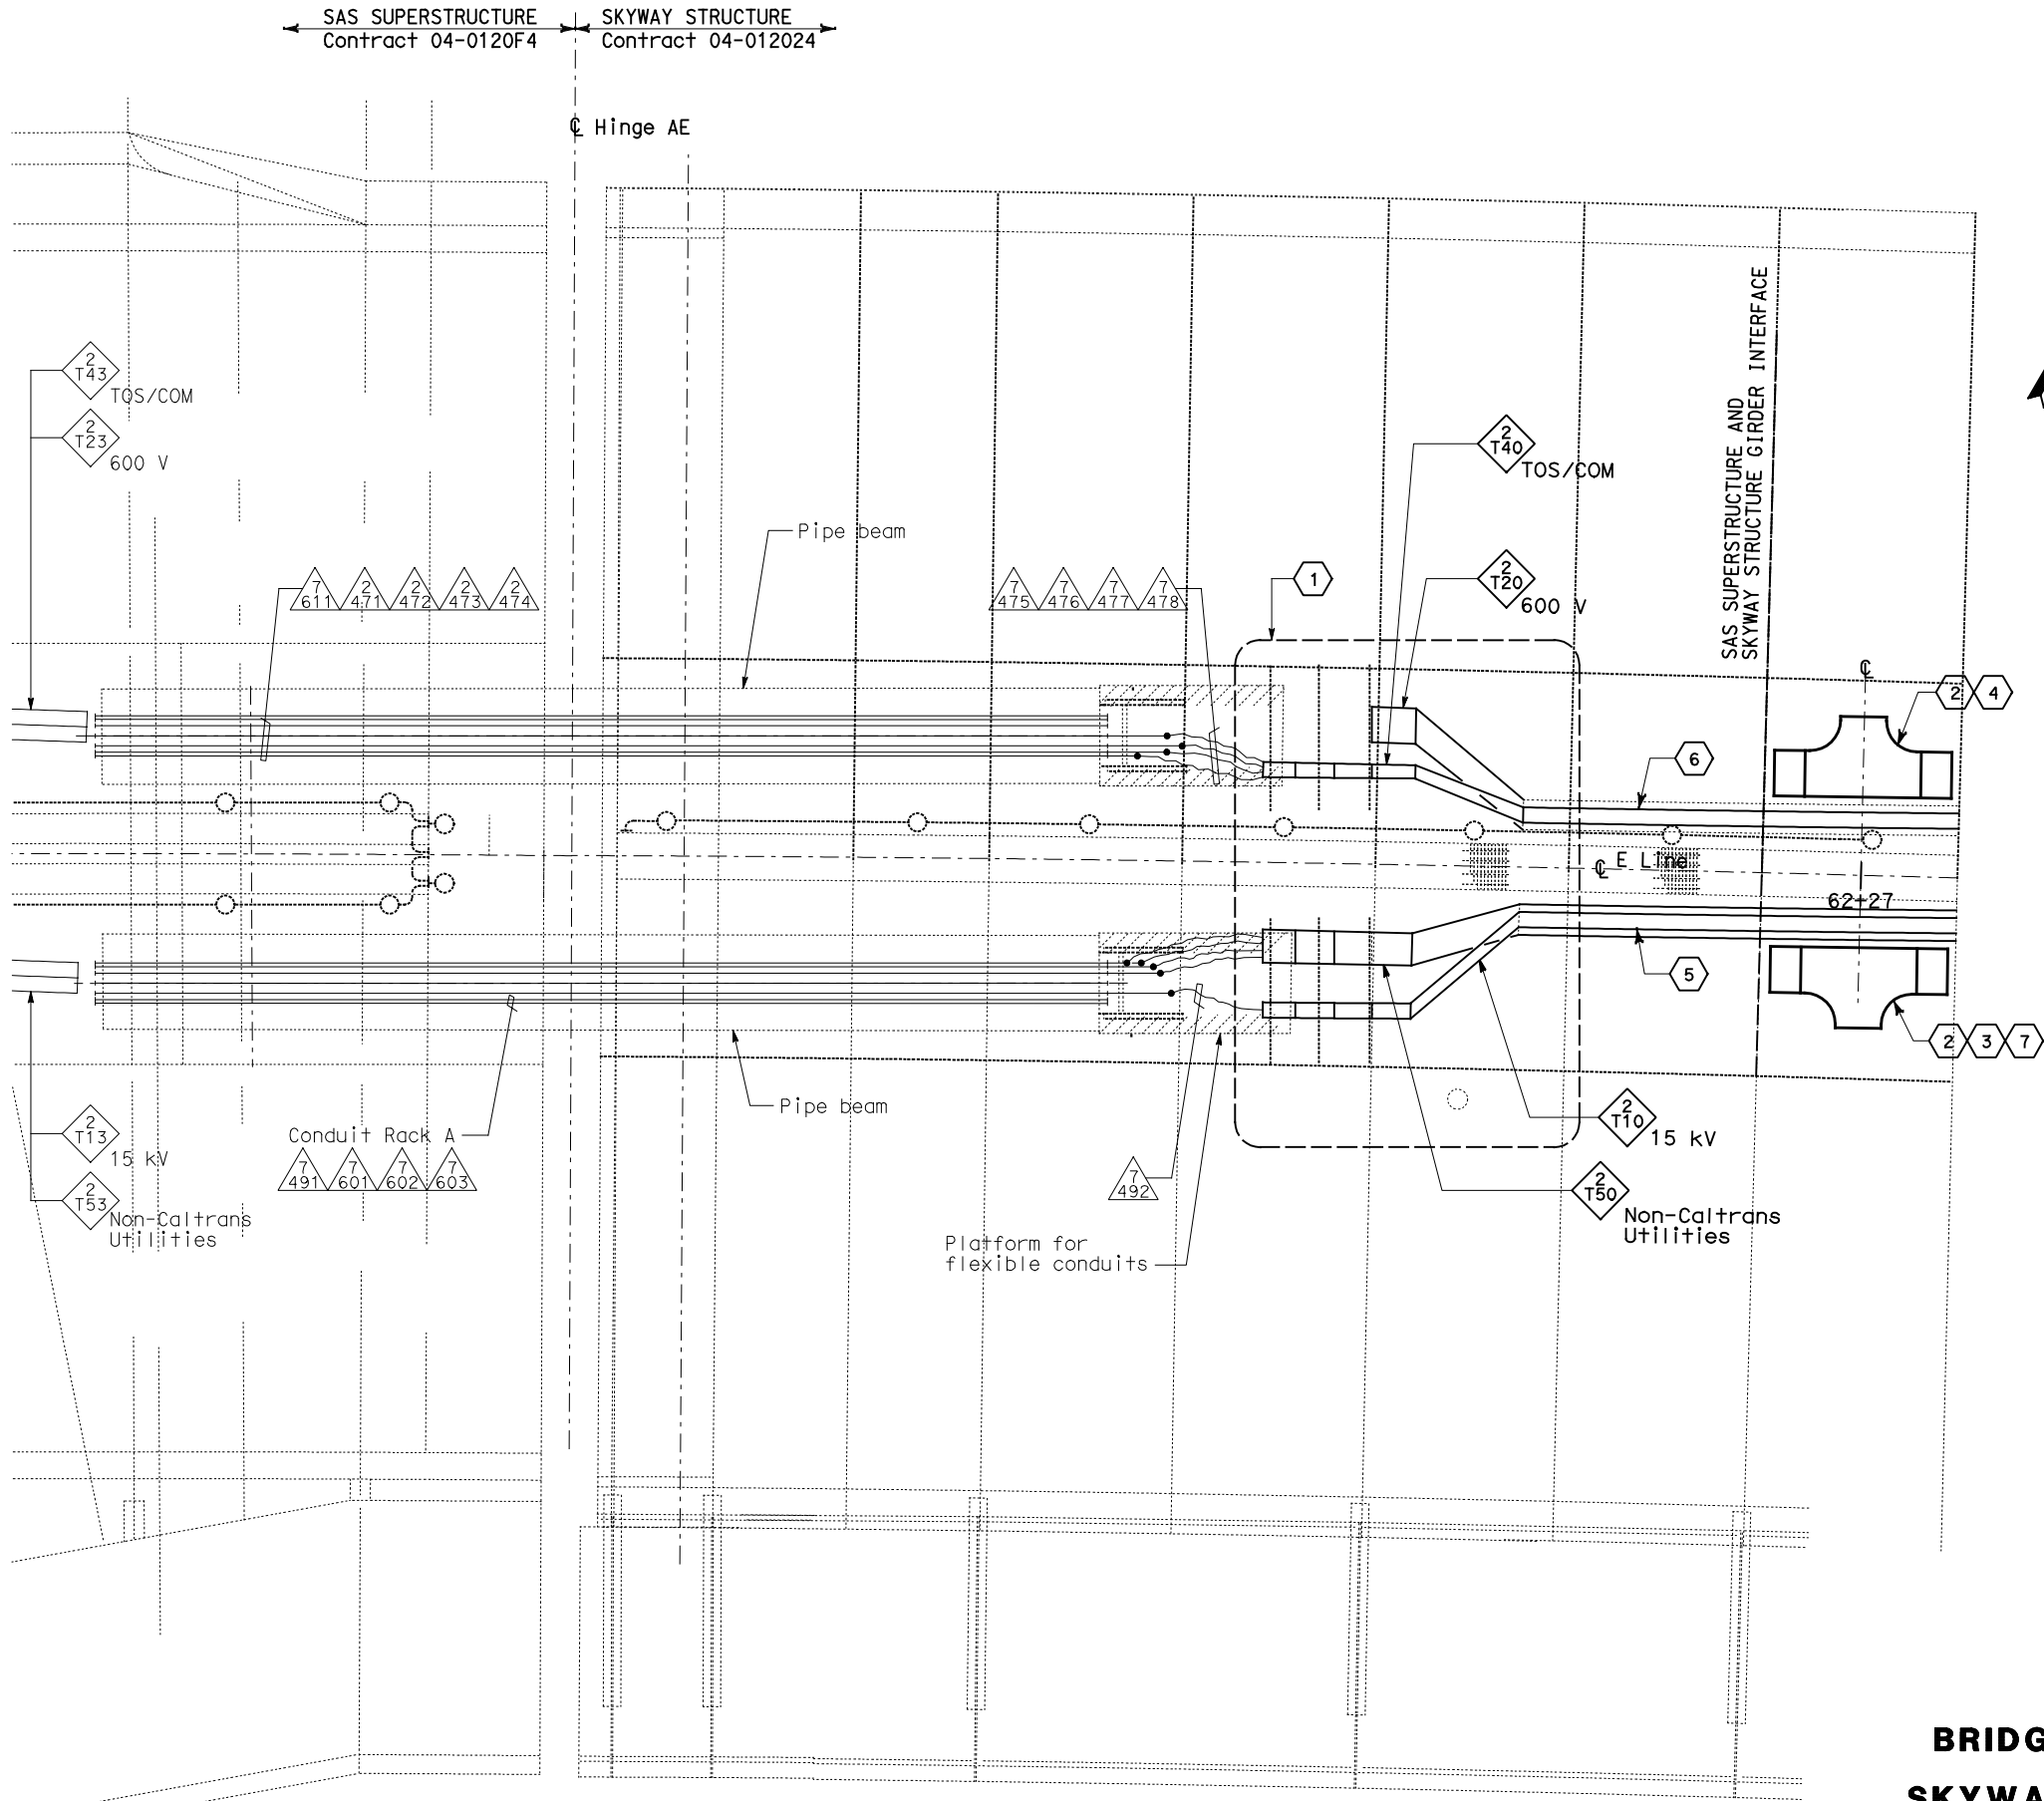 SAS SUPERSTRUCTURE
Contract 04-0120F4
SKYWAY STRUCTURE
Contract 04-012024
℄ Hinge AE
SAS SUPERSTRUCTURE AND
SKYWAY STRUCTURE GIRDER INTERFACE
2
T43
TOS/COM
2
T23
600 V
2
T40
TOS/COM
2
T20
600 V
Pipe beam
7
611
2
471
2
472
2
473
2
474
7
475
7
476
7
477
7
478
1
℄
2
4
6
℄ E Line
62+27
5
2
3
7
Pipe beam
Conduit Rack A
7
491
7
601
7
602
7
603
2
T13
15 kV
2
T53
Non-Caltrans
Utilities
7
492
2
T10
15 kV
2
T50
Non-Caltrans
Utilities
Platform for
flexible conduits
BRIDG
SKYWA